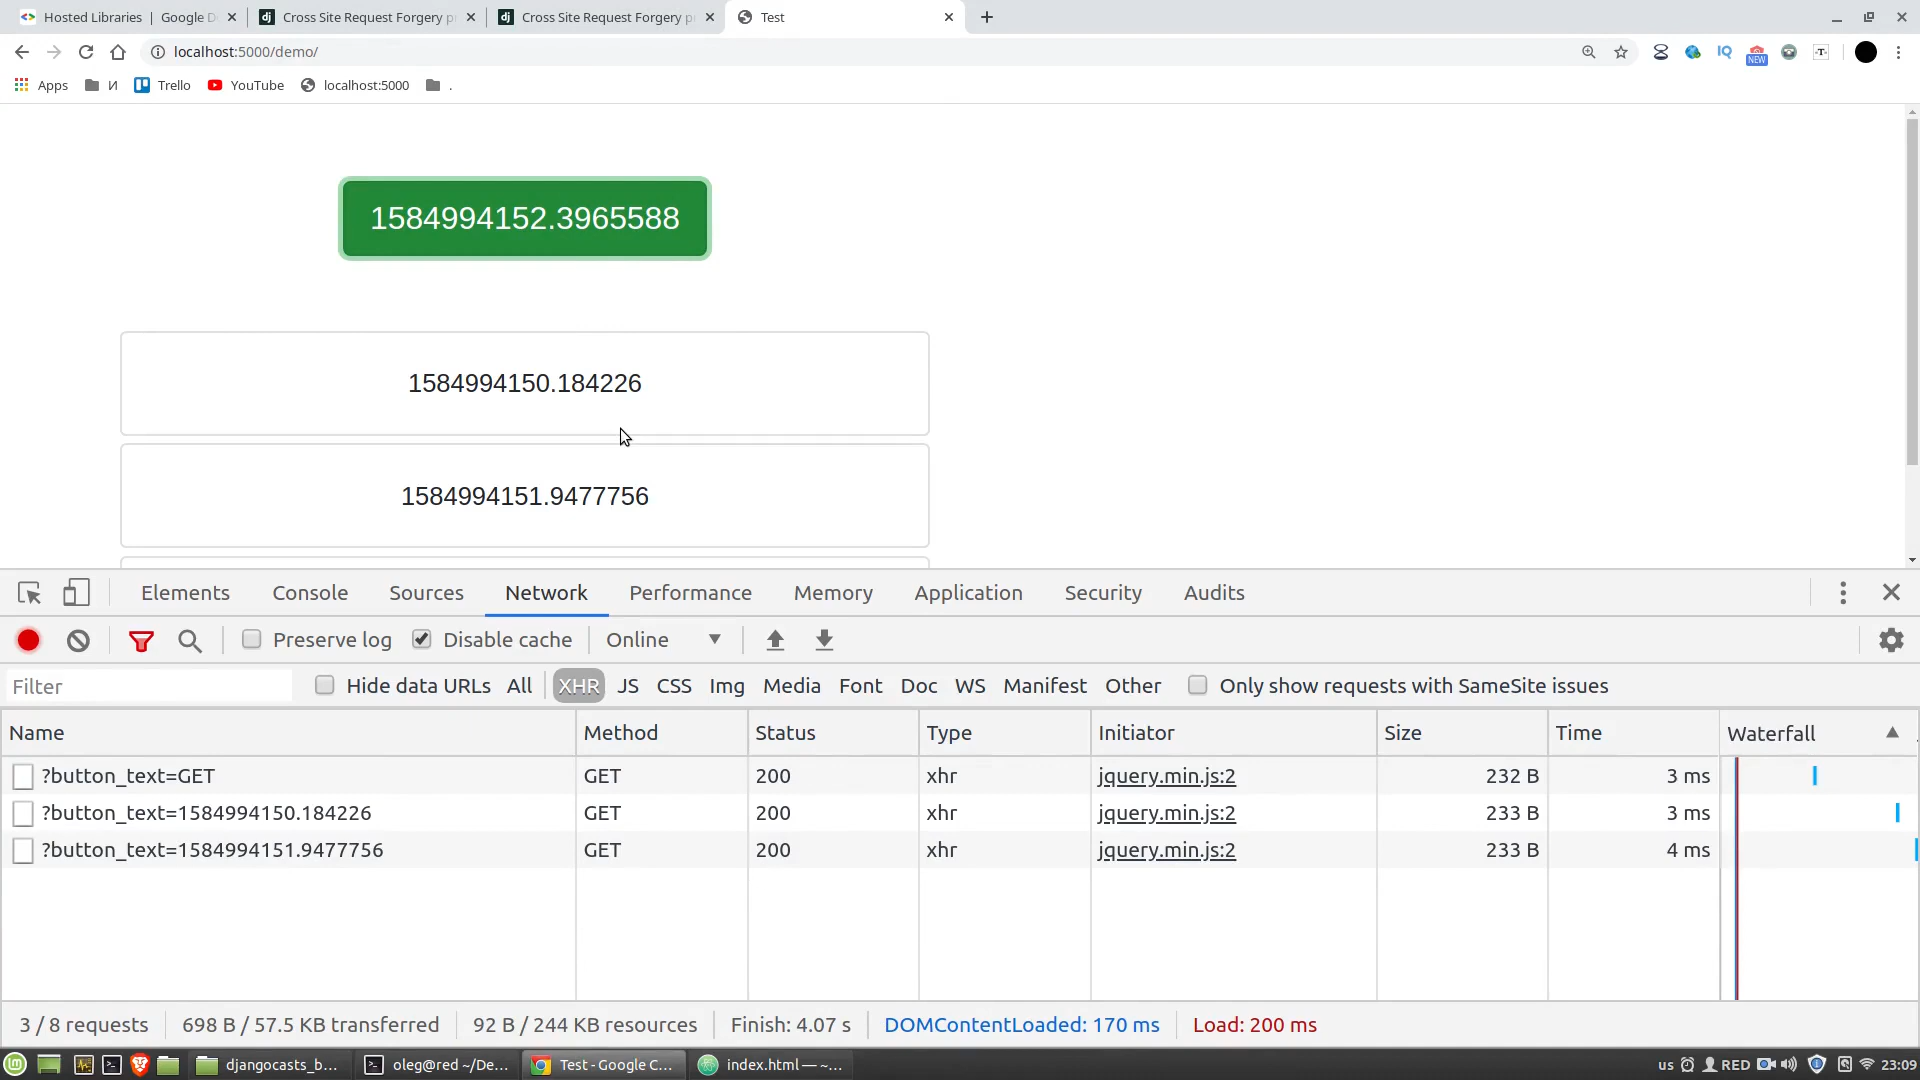 Hosted Libraries | Google D
Cross Site Request Forgery p
Cross Site Request Forgery p
Test
localhost:5000/demo/
IQ
NEW
-T-
Apps
И
Trello
YouTube
localhost:5000
.
1584994152.3965588
1584994150.184226
1584994151.9477756
Elements Console Sources Network Performance Memory Application Security Audits
Preserve log Disable cache Online
Filter Hide data URLs All XHR JS CSS Img Media Font Doc WS Manifest Other Only show requests with SameSite issues
Name Method Status Type Initiator Size Time Waterfall
?button_text=GET GET 200 xhr jquery.min.js:2 232 B 3 ms
?button_text=1584994150.184226 GET 200 xhr jquery.min.js:2 233 B 3 ms
?button_text=1584994151.9477756 GET 200 xhr jquery.min.js:2 233 B 4 ms
3 / 8 requests 698 B / 57.5 KB transferred 92 B / 244 KB resources Finish: 4.07 s DOMContentLoaded: 170 ms Load: 200 ms
djangocasts_b... oleg@red ~/De... Test - Google C... index.html — ~... us RED 23:09